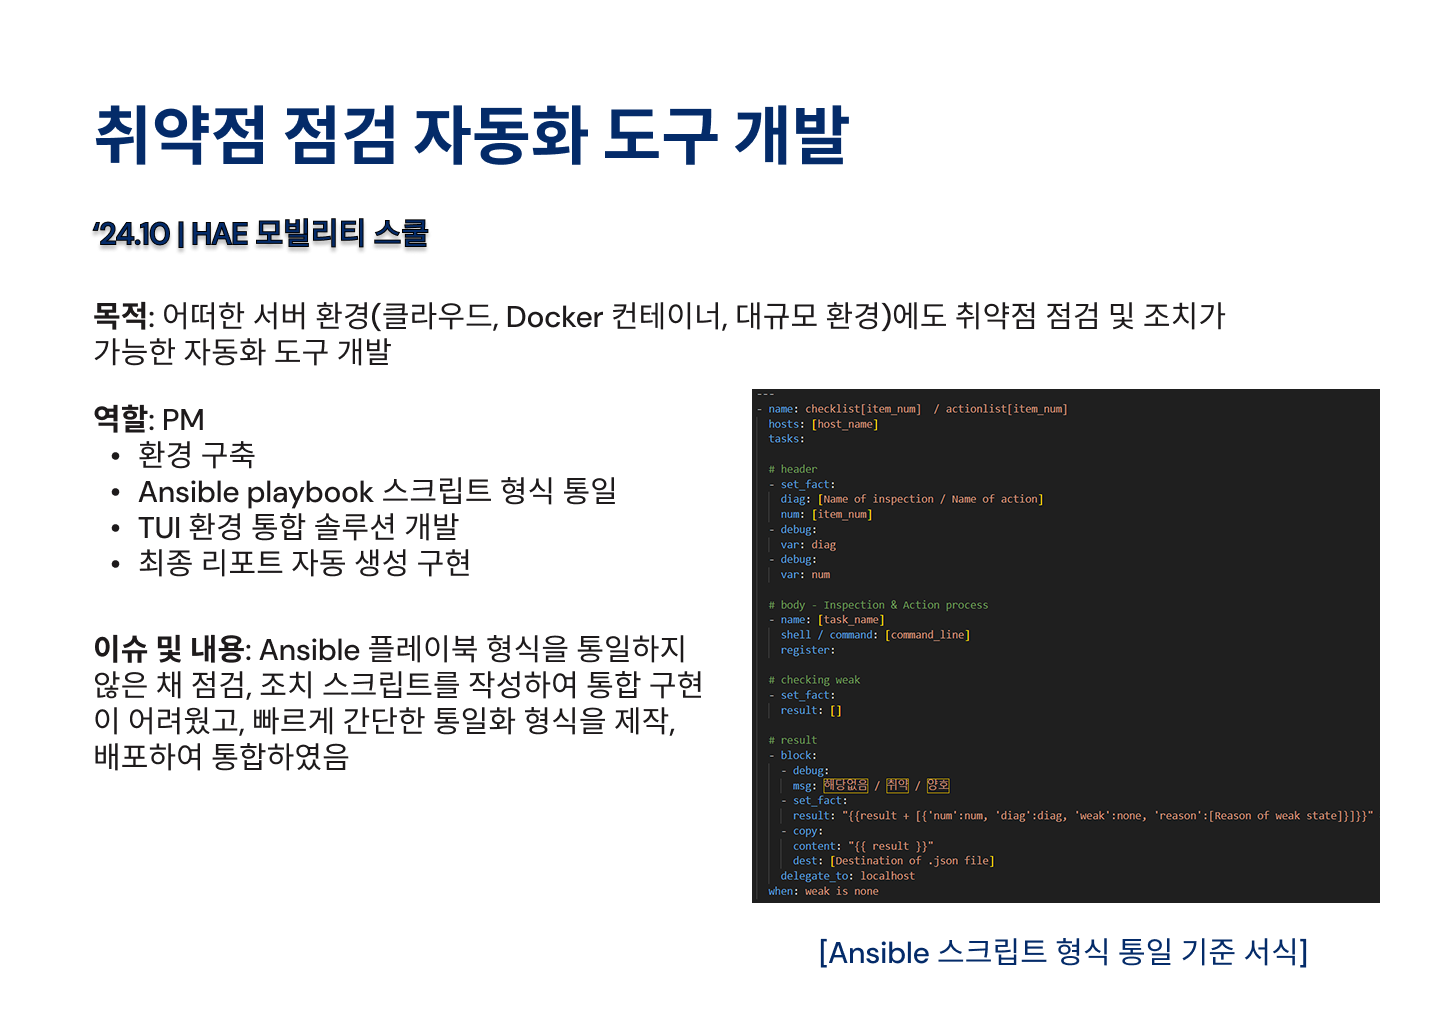 취약점 점검 자동화 도구 개발
‘24.10 | HAE 모빌리티 스쿨
목적: 어떠한 서버 환경(클라우드, Docker 컨테이너, 대규모 환경)에도 취약점 점검 및 조치가
가능한 자동화 도구 개발
역할: PM
• 환경 구축
• Ansible playbook 스크립트 형식 통일
• TUI 환경 통합 솔루션 개발
• 최종 리포트 자동 생성 구현
이슈 및 내용: Ansible 플레이북 형식을 통일하지
않은 채 점검, 조치 스크립트를 작성하여 통합 구현
이 어려웠고, 빠르게 간단한 통일화 형식을 제작,
배포하여 통합하였음
---
- name: checklist[item_num]  / actionlist[item_num]
  hosts: [host_name]
  tasks:
  # header
  - set_fact:
    diag: [Name of inspection / Name of action]
    num: [item_num]
  - debug:
    var: diag
  - debug:
    var: num
  # body - Inspection & Action process
  - name: [task_name]
    shell / command: [command_line]
    register:
  # checking weak
  - set_fact:
    result: []
  # result
  - block:
    - debug:
      msg: 해당없음 / 취약 / 양호
    - set_fact:
      result: "{{result + [{'num':num, 'diag':diag, 'weak':none, 'reason':[Reason of weak state]}]}}"
    - copy:
      content: "{{ result }}"
      dest: [Destination of .json file]
    delegate_to: localhost
  when: weak is none
[Ansible 스크립트 형식 통일 기준 서식]